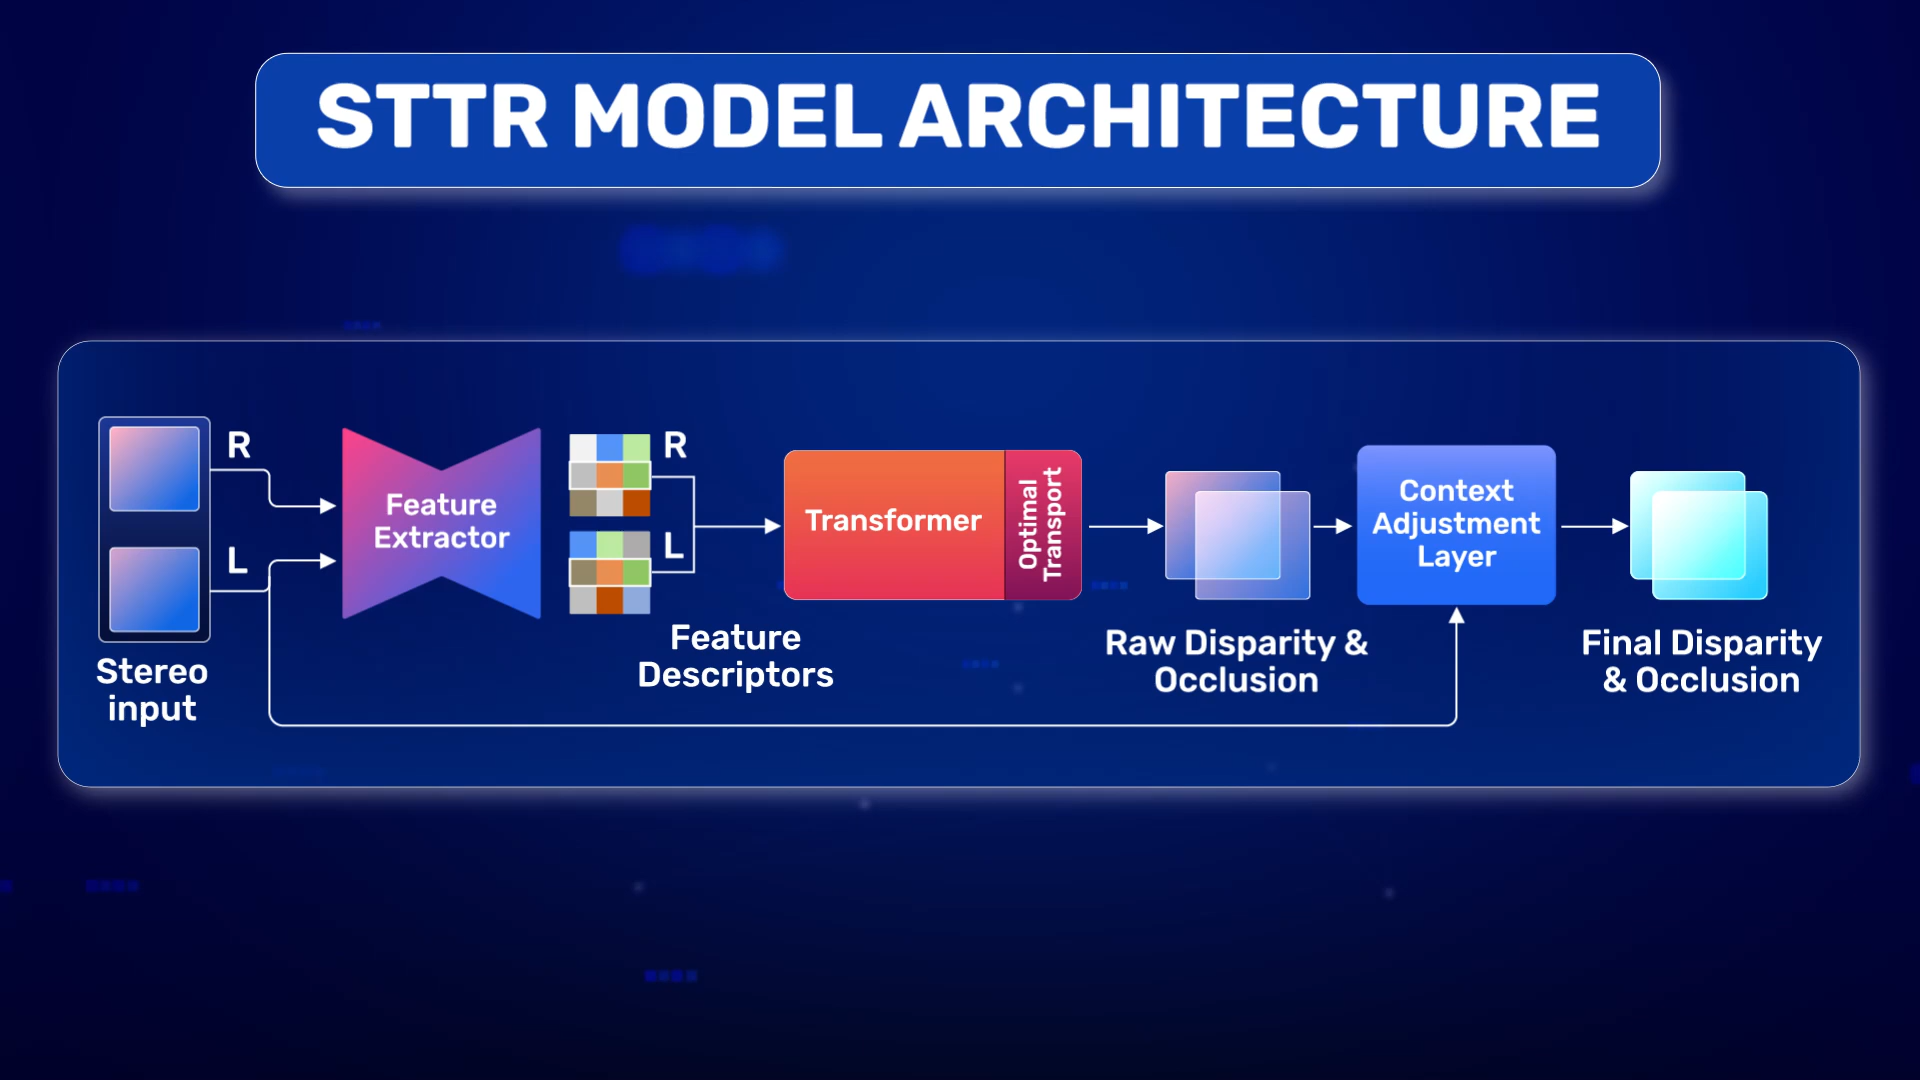 STTR MODEL ARCHITECTURE
R
L
Stereo
input
Feature
Extractor
R
L
Feature
Descriptors
Transformer
Optimal
Transport
Raw Disparity &
Occlusion
Context
Adjustment
Layer
Final Disparity
& Occlusion